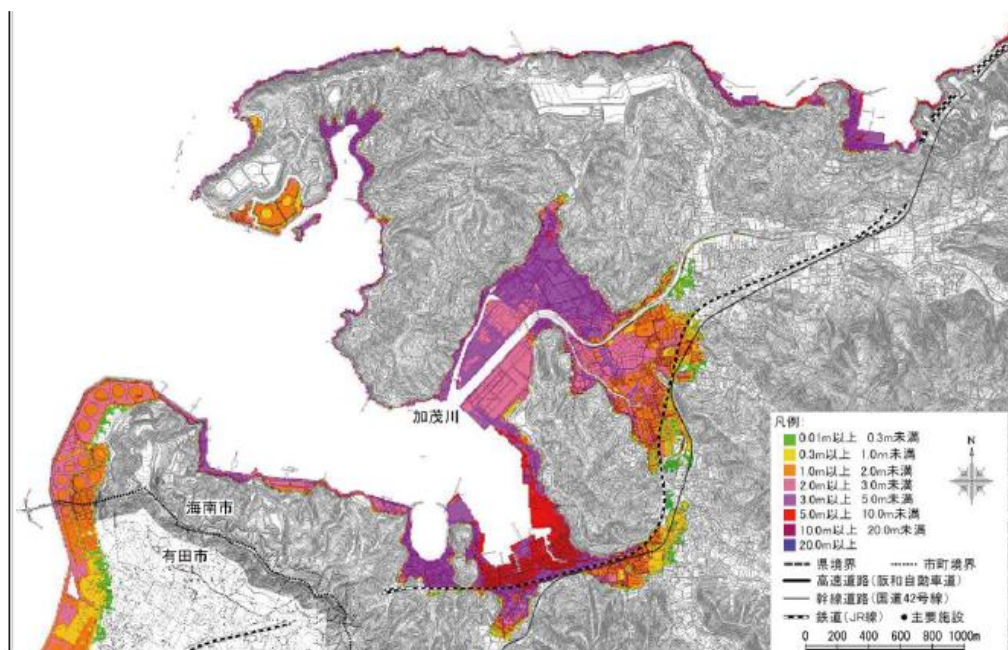 加茂川
海南市
有田市
凡例:
0.01m以上 0.3m未満
0.3m以上 1.0m未満
1.0m以上 2.0m未満
2.0m以上 3.0m未満
3.0m以上 5.0m未満
5.0m以上 10.0m未満
10.0m以上 20.0m未満
20.0m以上
N
県境界 市町境界
高速道路(阪和自動車道)
幹線道路(国道42号線)
鉄道(JR線) 主要施設
0 200 400 600 800 1000m